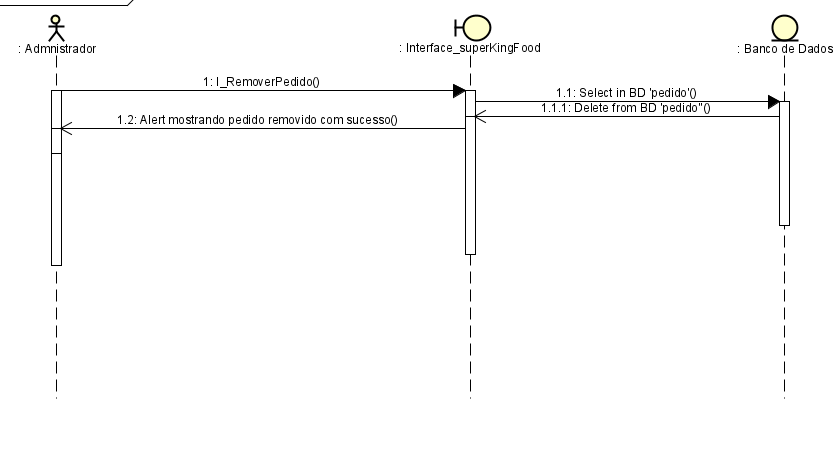 : Admnistrador
: Interface_superKingFood
: Banco de Dados
1: I_RemoverPedido()
1.1: Select in BD 'pedido'()
1.1.1: Delete from BD 'pedido''()
1.2: Alert mostrando pedido removido com sucesso()